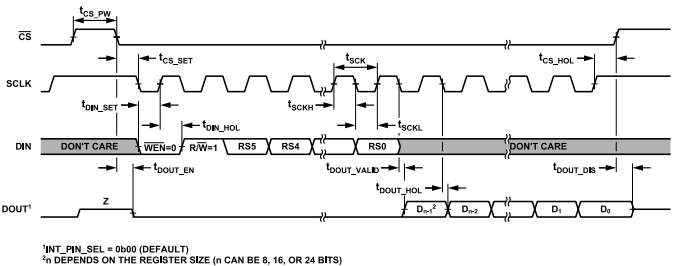 tCS_PW
CS
tCS_SET
tSCK
tCS_HOL
SCLK
tDIN_SET
tDIN_HOL
tSCKH
tSCKL
DIN
DON'T CARE
WEN=0
R/W=1
RS5
RS4
RS0
DON'T CARE
tDOUT_EN
tDOUT_VALID
tDOUT_DIS
tDOUT_HOL
DOUT¹
Z
Dn-1²
Dn-2
D1
D0
¹INT_PIN_SEL = 0b00 (DEFAULT)
²n DEPENDS ON THE REGISTER SIZE (n CAN BE 8, 16, OR 24 BITS)